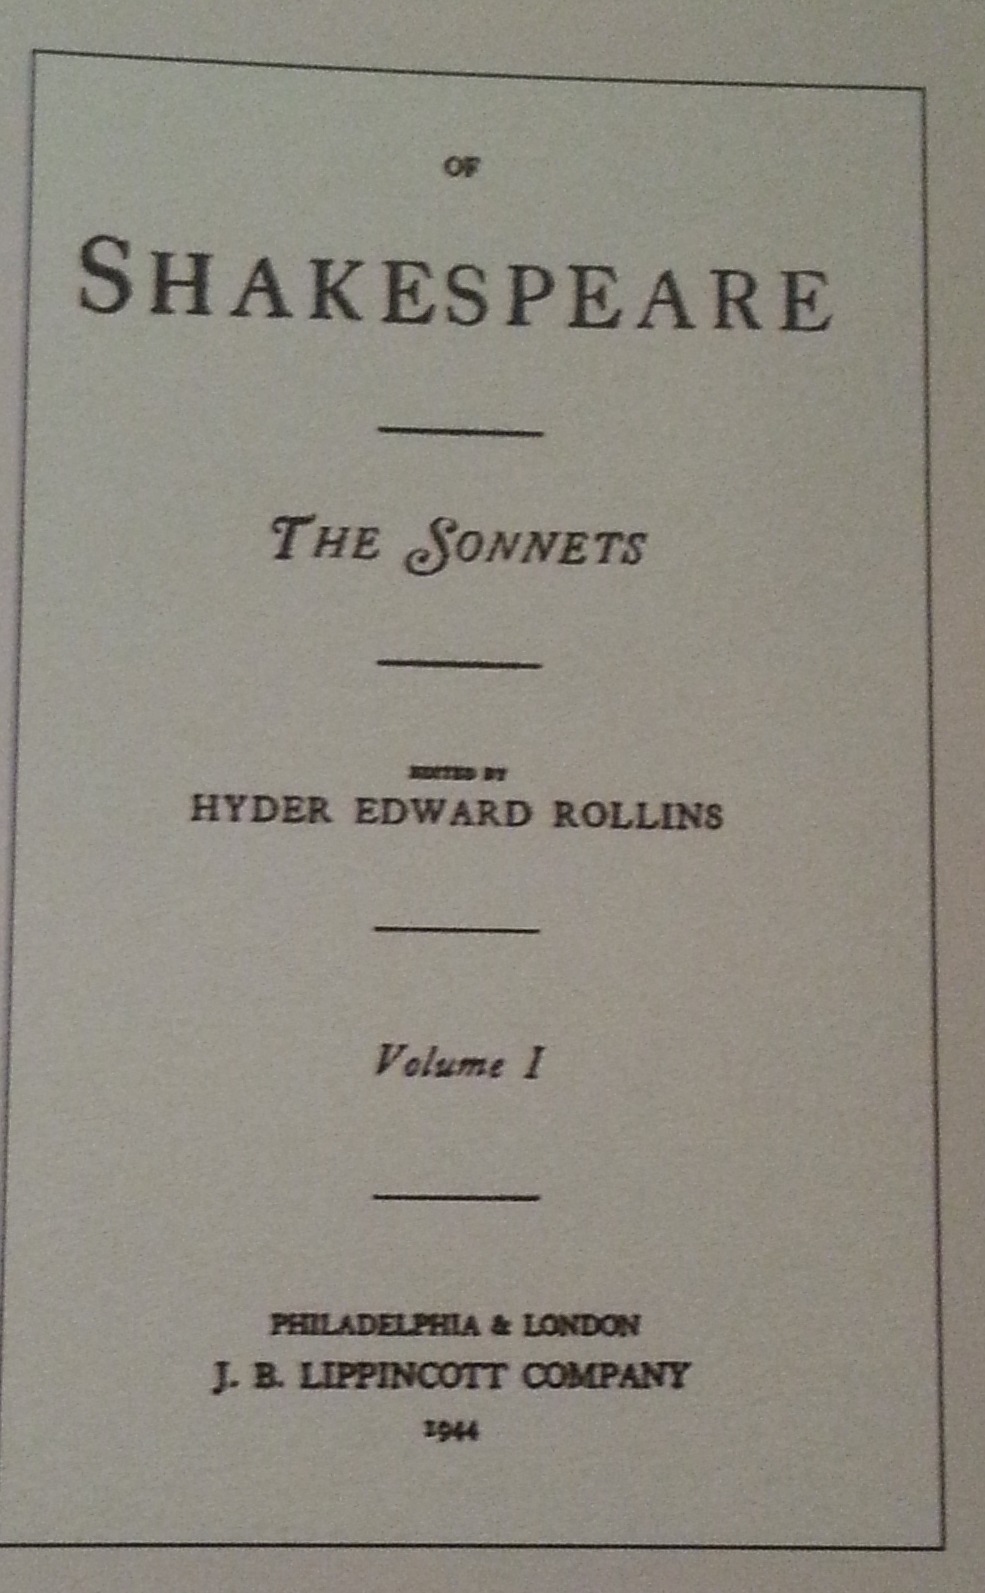 OF
SHAKESPEARE
THE SONNETS
EDITED BY
HYDER EDWARD ROLLINS
Volume I
PHILADELPHIA & LONDON
J. B. LIPPINCOTT COMPANY
1944